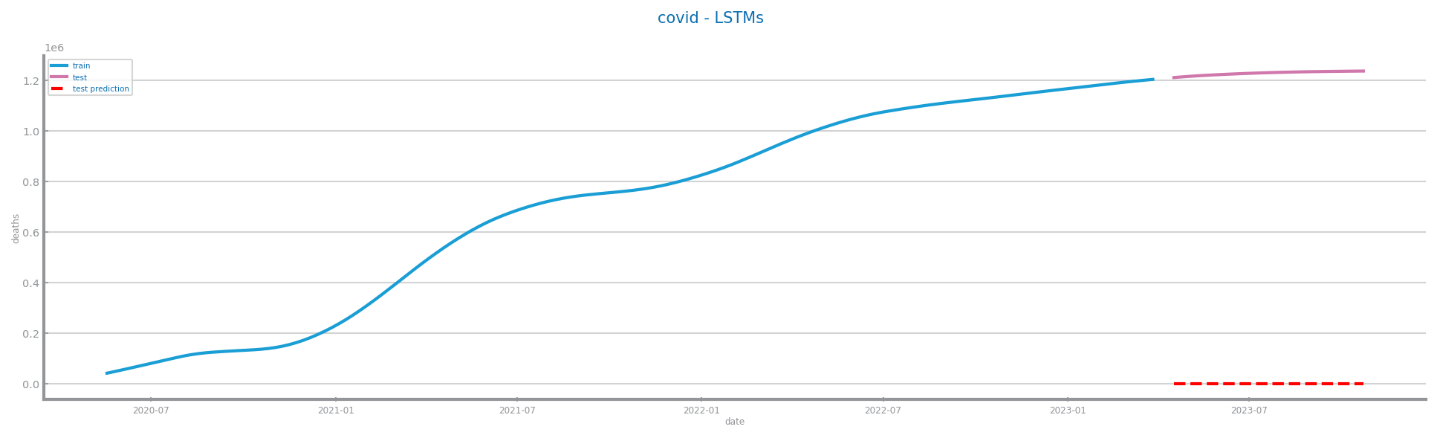 covid - LSTMs
1e6
train
test
test prediction
1.2
1.0
0.8
0.6
0.4
0.2
0.0
deaths
2020-07 2021-01 2021-07 2022-01 2022-07 2023-01 2023-07
date